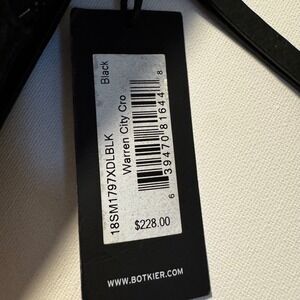 Black
Warren City Cro
18SM1797XDLBLK
6 39470 81644 8
$228.00
WWW.BOTKIER.COM